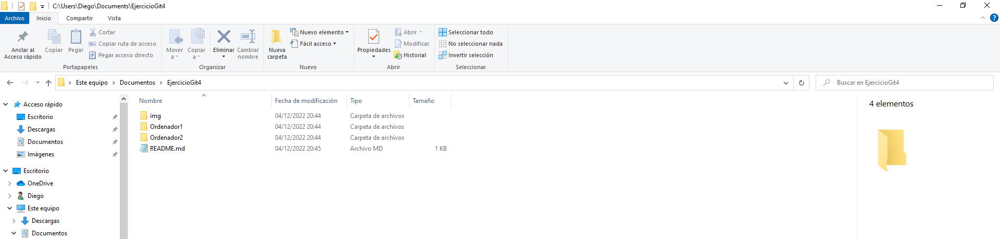 C:\Users\Diego\Documents\EjercicioGit4
Archivo Inicio Compartir Vista
Anclar al Acceso rápido
Copiar
Pegar
Cortar
Copiar ruta de acceso
Pegar acceso directo
Portapapeles
Mover a
Copiar a
Eliminar
Cambiar nombre
Organizar
Nueva carpeta
Nuevo elemento
Fácil acceso
Nuevo
Propiedades
Abrir
Modificar
Historial
Abrir
Seleccionar todo
No seleccionar nada
Invertir selección
Seleccionar
Este equipo > Documentos > EjercicioGit4
Buscar en EjercicioGit4
Acceso rápido
Escritorio
Descargas
Documentos
Imágenes
Escritorio
OneDrive
Diego
Este equipo
Descargas
Documentos
Nombre Fecha de modificación Tipo Tamaño
img 04/12/2022 20:44 Carpeta de archivos
Ordenador1 04/12/2022 20:44 Carpeta de archivos
Ordenador2 04/12/2022 20:44 Carpeta de archivos
README.md 04/12/2022 20:45 Archivo MD 1 KB
4 elementos